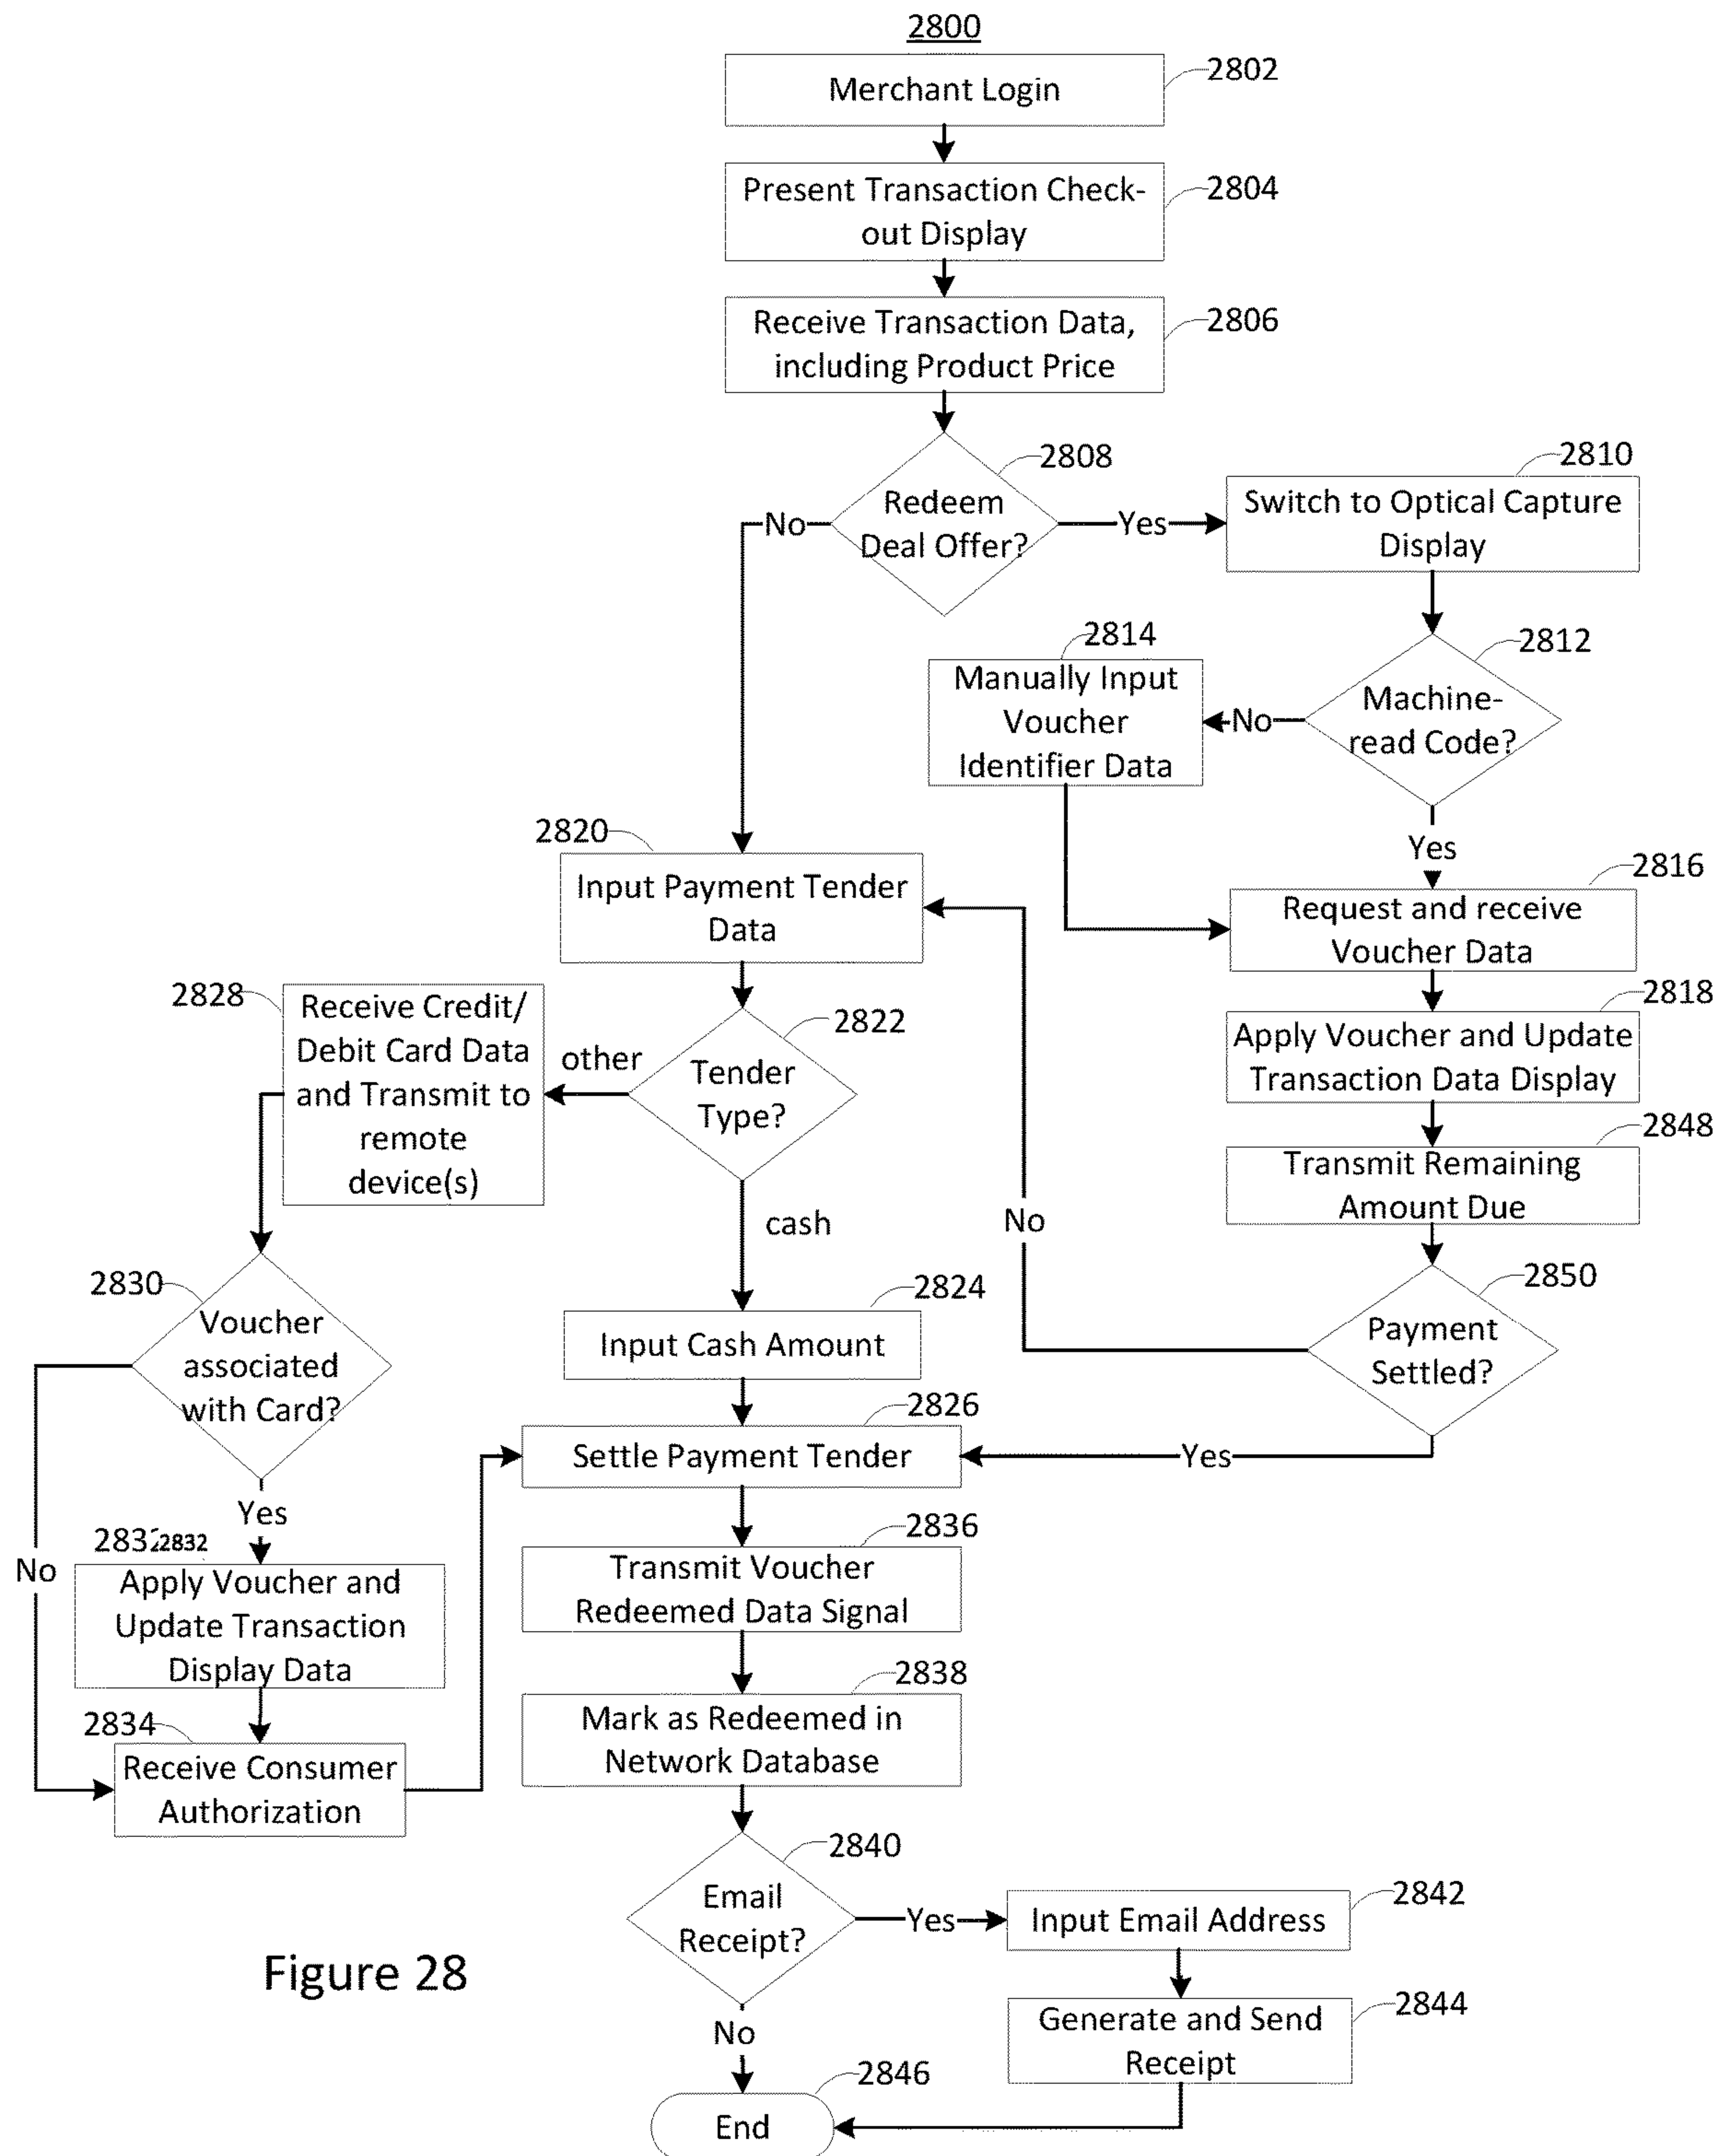 2800
Merchant Login
2802
Present Transaction Check-
out Display
2804
Receive Transaction Data,
including Product Price
2806
2808
Redeem
Deal Offer?
No
Yes
2810
Switch to Optical Capture
Display
2812
Machine-
read Code?
No
Yes
2814
Manually Input
Voucher
Identifier Data
2816
Request and receive
Voucher Data
2818
Apply Voucher and Update
Transaction Data Display
2848
Transmit Remaining
Amount Due
2850
Payment
Settled?
No
Yes
2820
Input Payment Tender
Data
2822
Tender
Type?
other
cash
2828
Receive Credit/
Debit Card Data
and Transmit to
remote
device(s)
2830
Voucher
associated
with Card?
No
Yes
2832
Apply Voucher and
Update Transaction
Display Data
2834
Receive Consumer
Authorization
2824
Input Cash Amount
2826
Settle Payment Tender
2836
Transmit Voucher
Redeemed Data Signal
2838
Mark as Redeemed in
Network Database
2840
Email
Receipt?
Yes
No
2842
Input Email Address
2844
Generate and Send
Receipt
2846
End
Figure 28